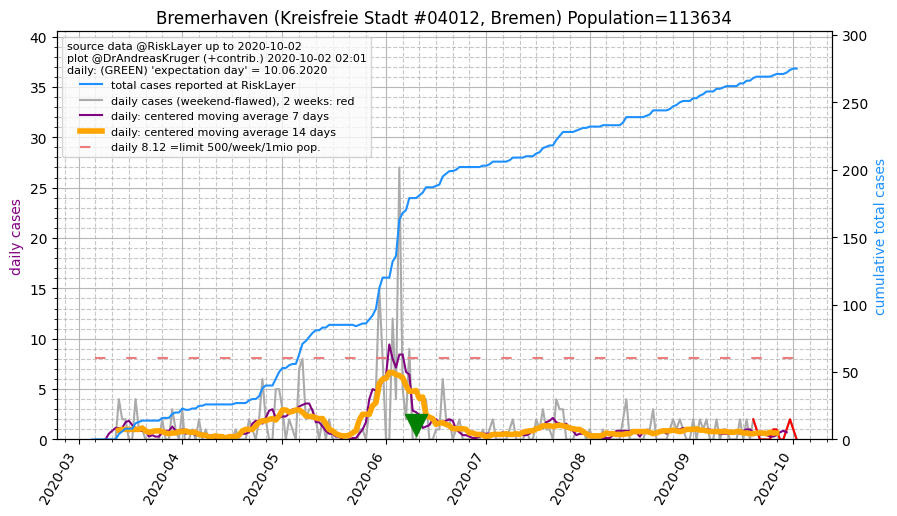 Bremerhaven (Kreisfreie Stadt #04012, Bremen) Population=113634
source data @RiskLayer up to 2020-10-02
plot @DrAndreasKruger (+contrib.) 2020-10-02 02:01
daily: (GREEN) 'expectation day' = 10.06.2020
total cases reported at RiskLayer
daily cases (weekend-flawed), 2 weeks: red
daily: centered moving average 7 days
daily: centered moving average 14 days
daily 8.12 =limit 500/week/1mio pop.
daily cases
40
35
30
25
20
15
10
5
0
cumulative total cases
300
250
200
150
100
50
0
2020-03
2020-04
2020-05
2020-06
2020-07
2020-08
2020-09
2020-10